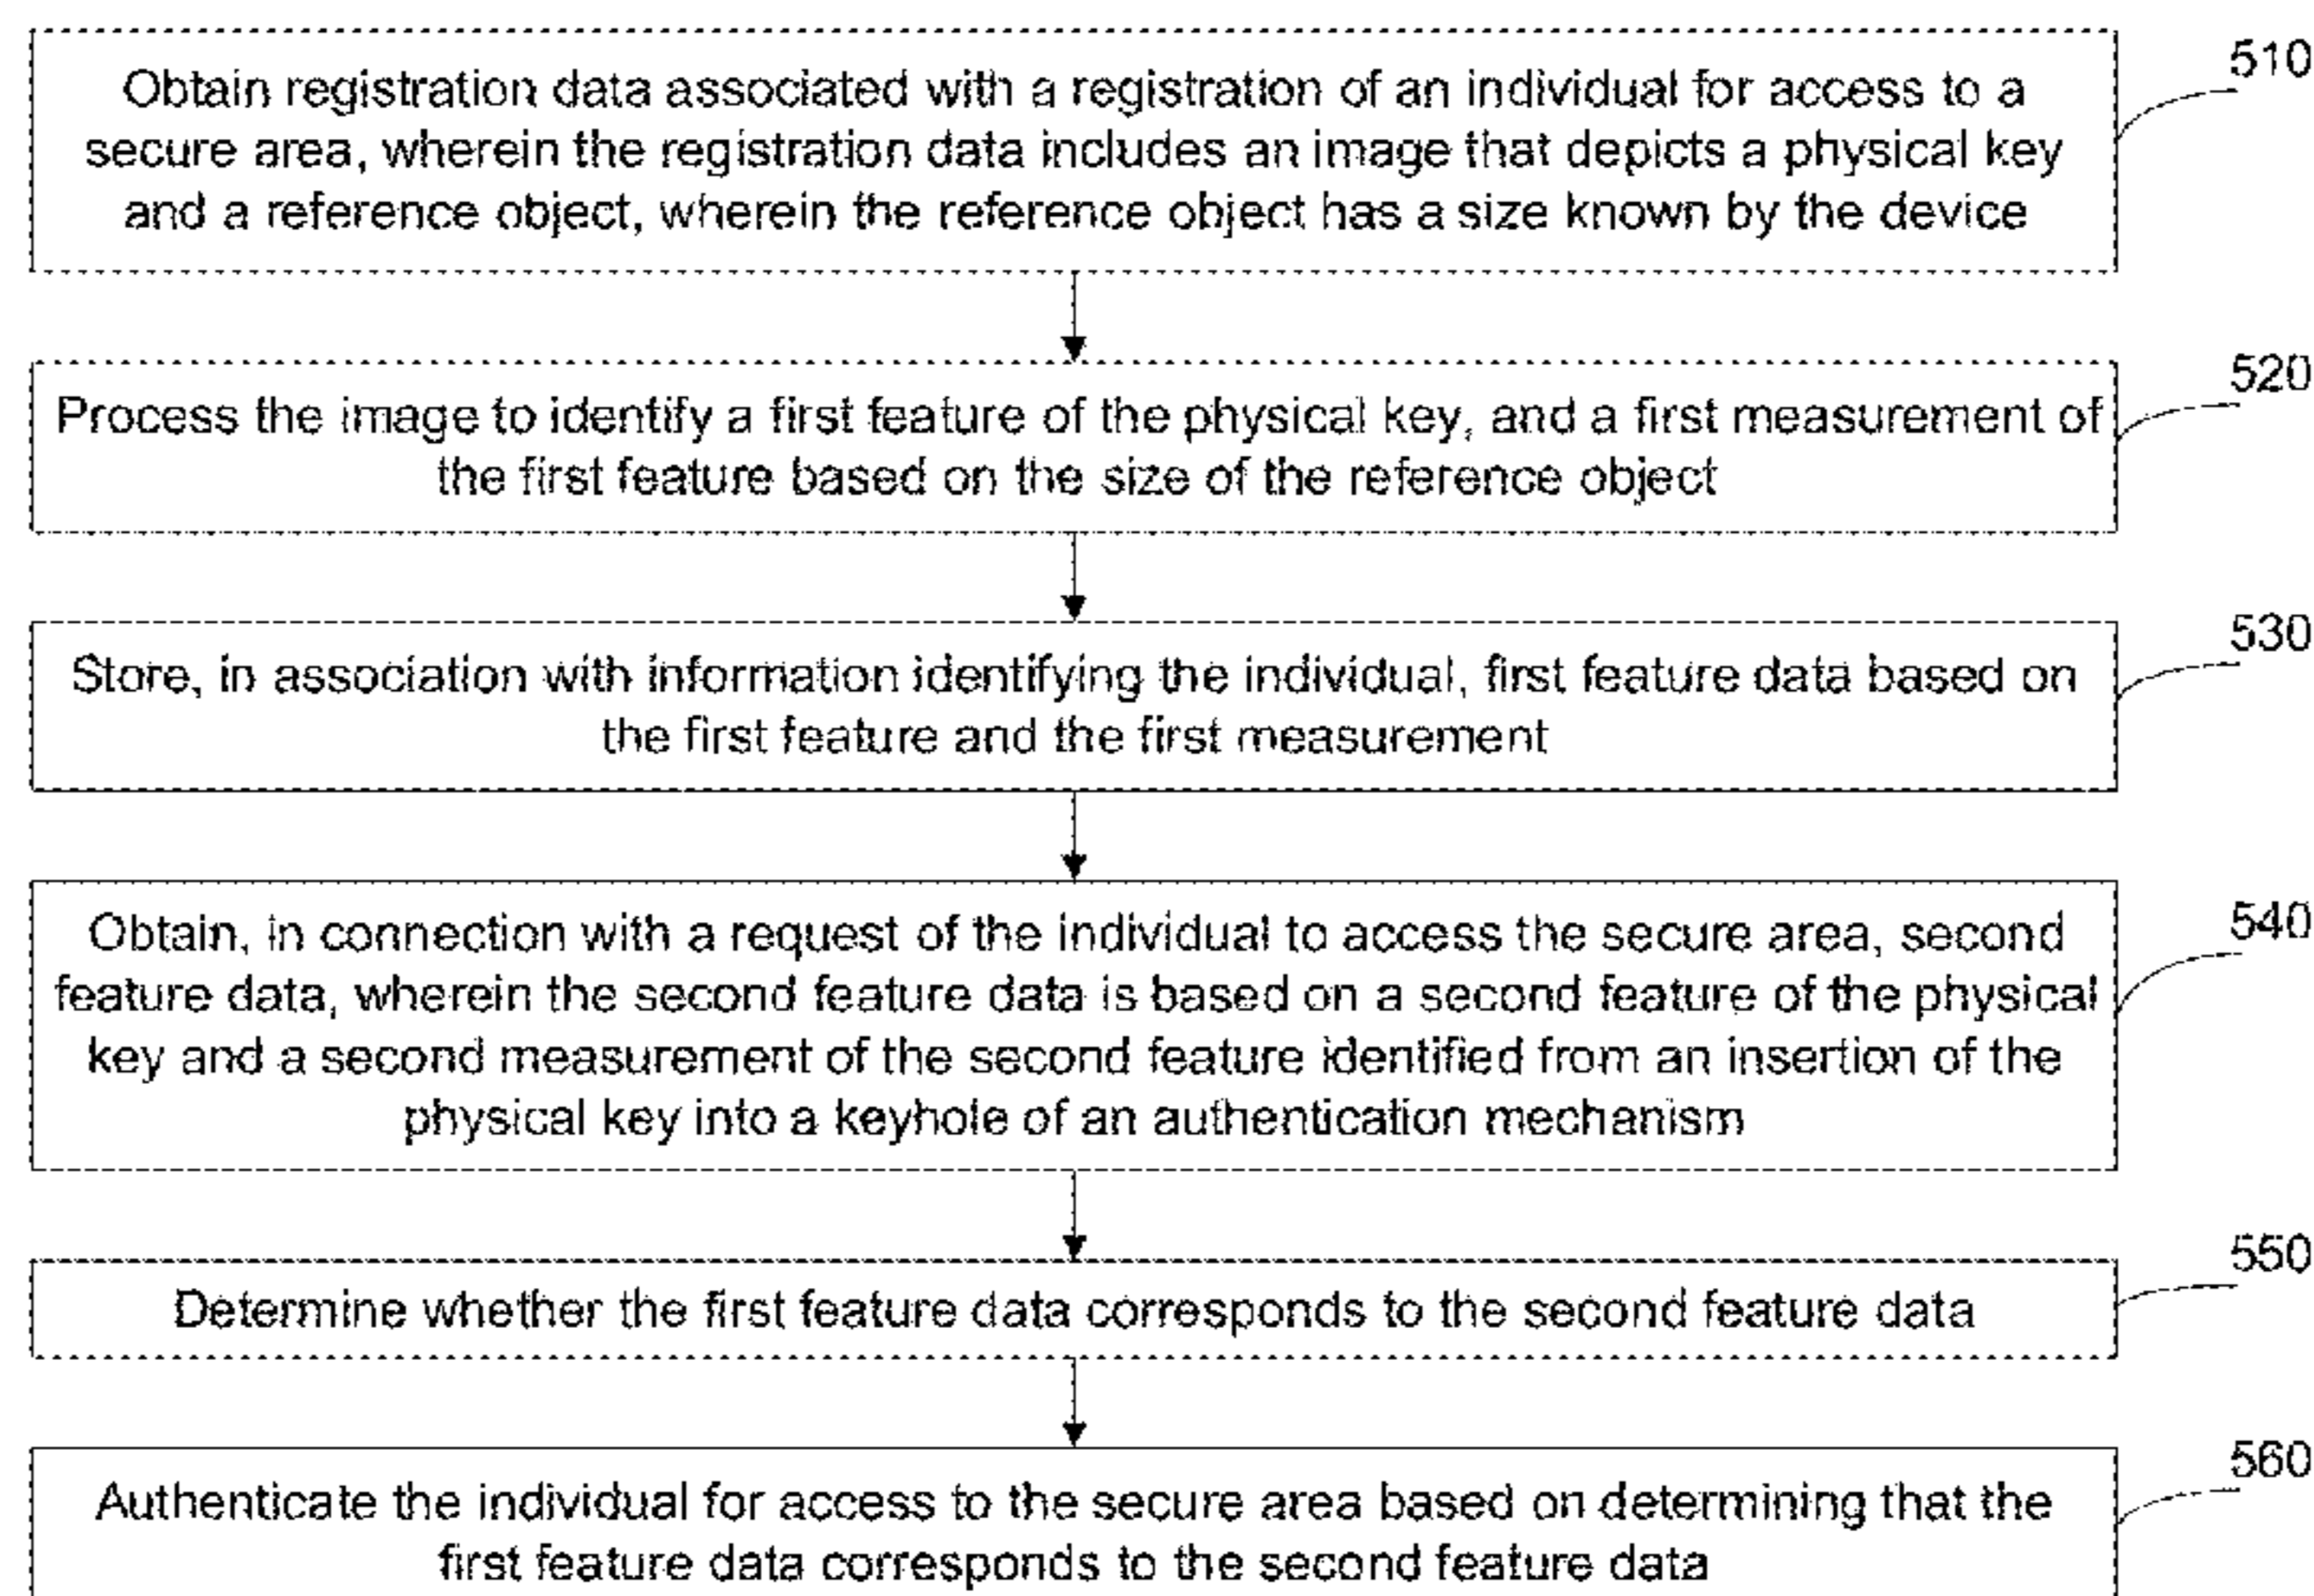 510
Obtain registration data associated with a registration of an individual for access to a
secure area, wherein the registration data includes an image that depicts a physical key
and a reference object, wherein the reference object has a size known by the device
520
Process the image to identify a first feature of the physical key, and a first measurement of
the first feature based on the size of the reference object
530
Store, in association with information identifying the individual, first feature data based on
the first feature and the first measurement
540
Obtain, in connection with a request of the individual to access the secure area, second
feature data, wherein the second feature data is based on a second feature of the physical
key and a second measurement of the second feature identified from an insertion of the
physical key into a keyhole of an authentication mechanism
550
Determine whether the first feature data corresponds to the second feature data
560
Authenticate the individual for access to the secure area based on determining that the
first feature data corresponds to the second feature data